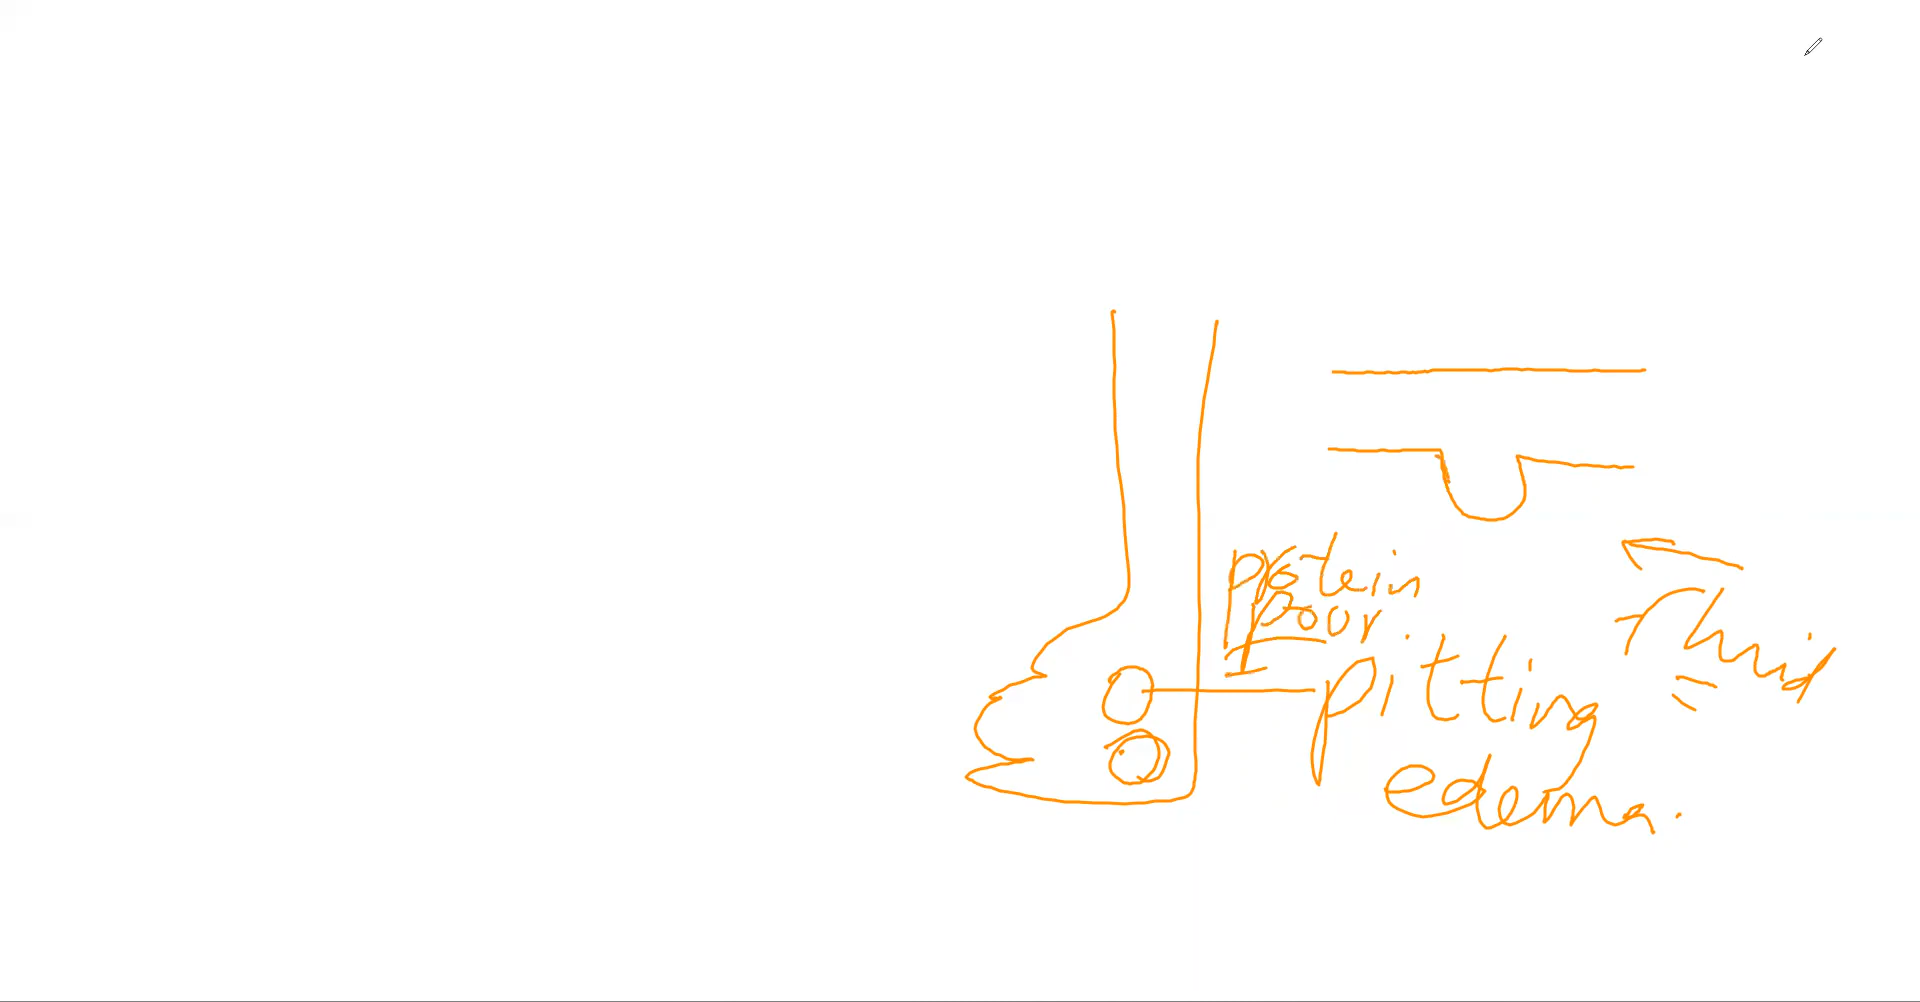 protein
poor.
Fluid
pitting
edema.